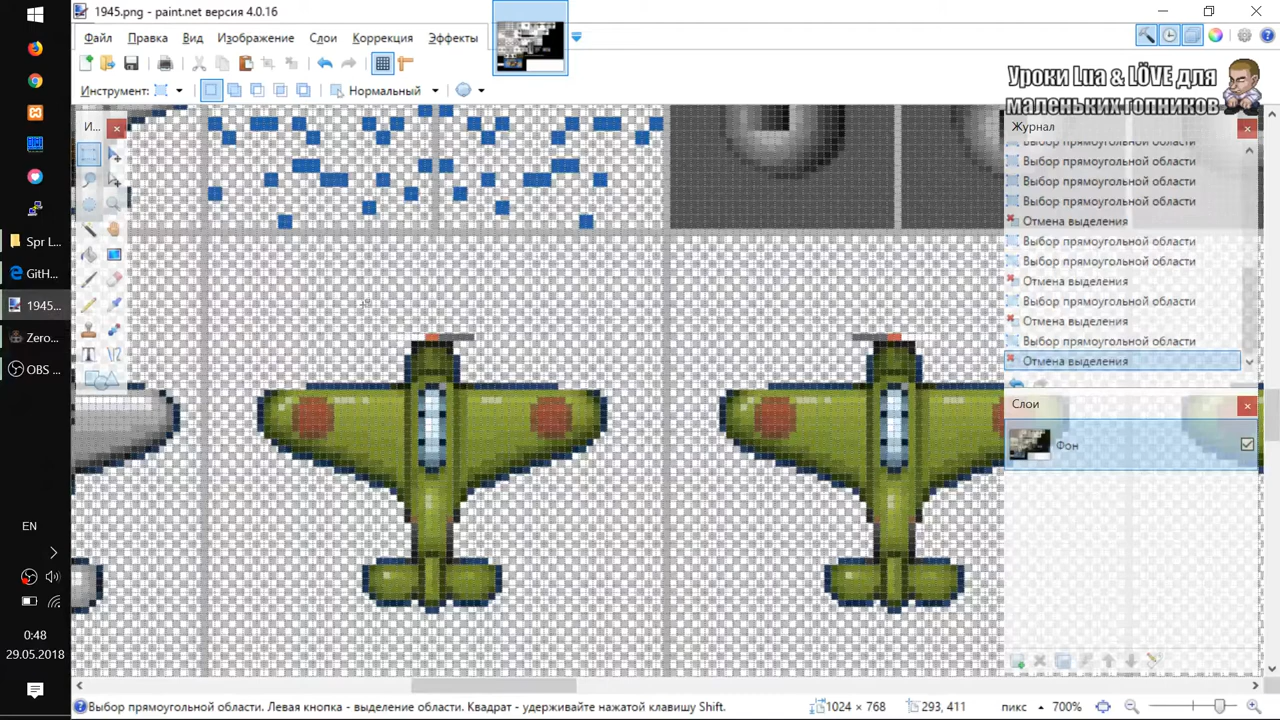 1945.png - paint.net версия 4.0.16
Файл Правка Вид Изображение Слои Коррекция Эффекты
Инструмент:
Нормальный
Уроки Lua & LÖVE для
маленьких гопников
И...
Журнал
Выбор прямоугольной области
Выбор прямоугольной области
Выбор прямоугольной области
Выбор прямоугольной области
Отмена выделения
Выбор прямоугольной области
Выбор прямоугольной области
Отмена выделения
Выбор прямоугольной области
Отмена выделения
Выбор прямоугольной области
Отмена выделения
Слои
Фон
Spr L...
GitH...
1945...
Zero...
OBS ...
EN
0:48
29.05.2018
Выбор прямоугольной области. Левая кнопка - выделение области. Квадрат - удерживайте нажатой клавишу Shift.
1024 × 768
293, 411
пикс
700%